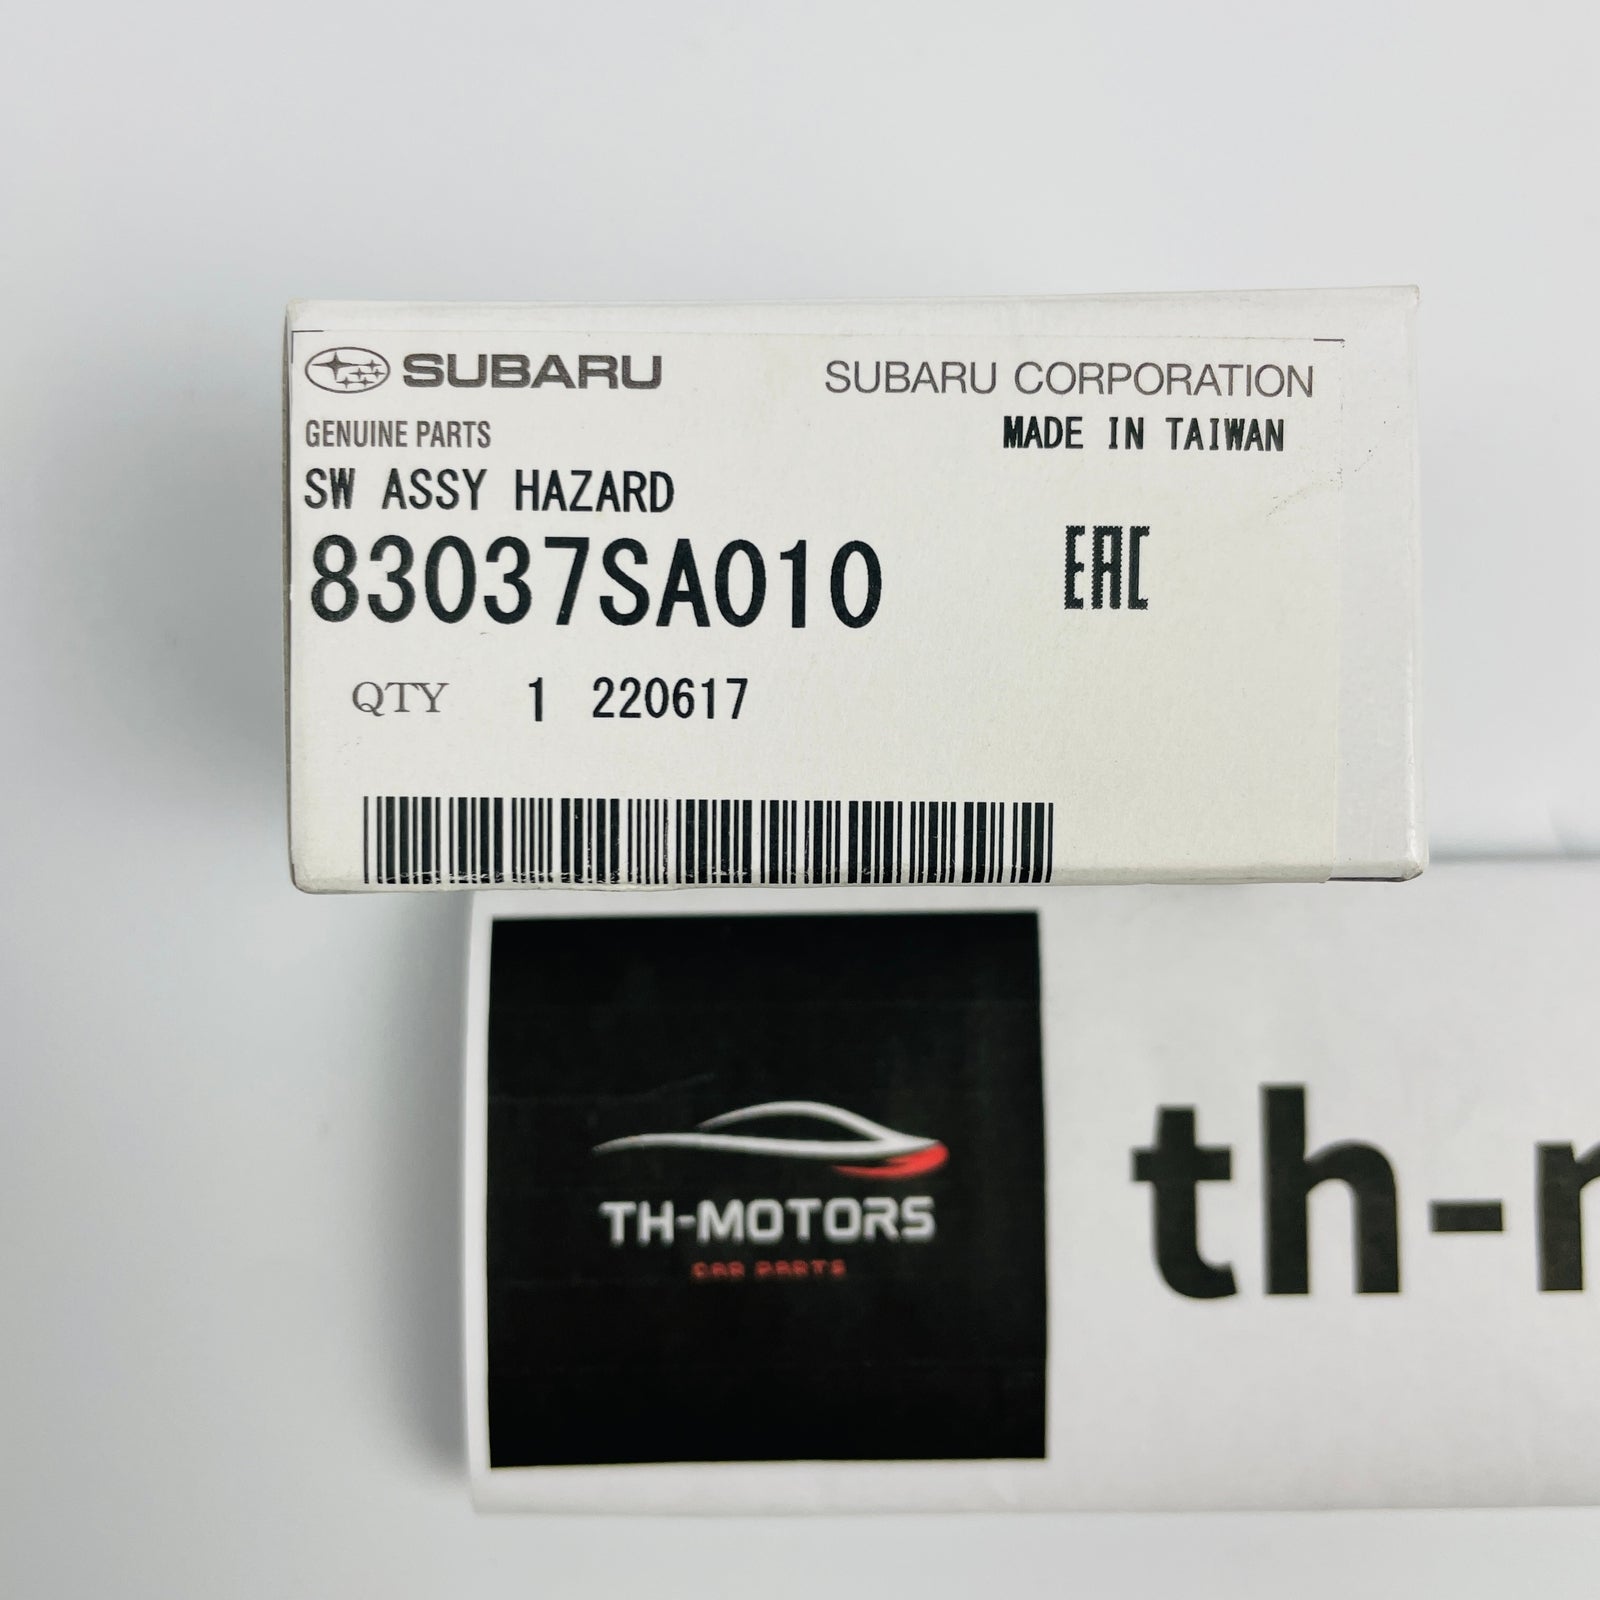 SUBARU SUBARU CORPORATION
GENUINE PARTS MADE IN TAIWAN
SW ASSY HAZARD
83037SA010 EAC
QTY 1 220617
TH-MOTORS
CAR PARTS
th-